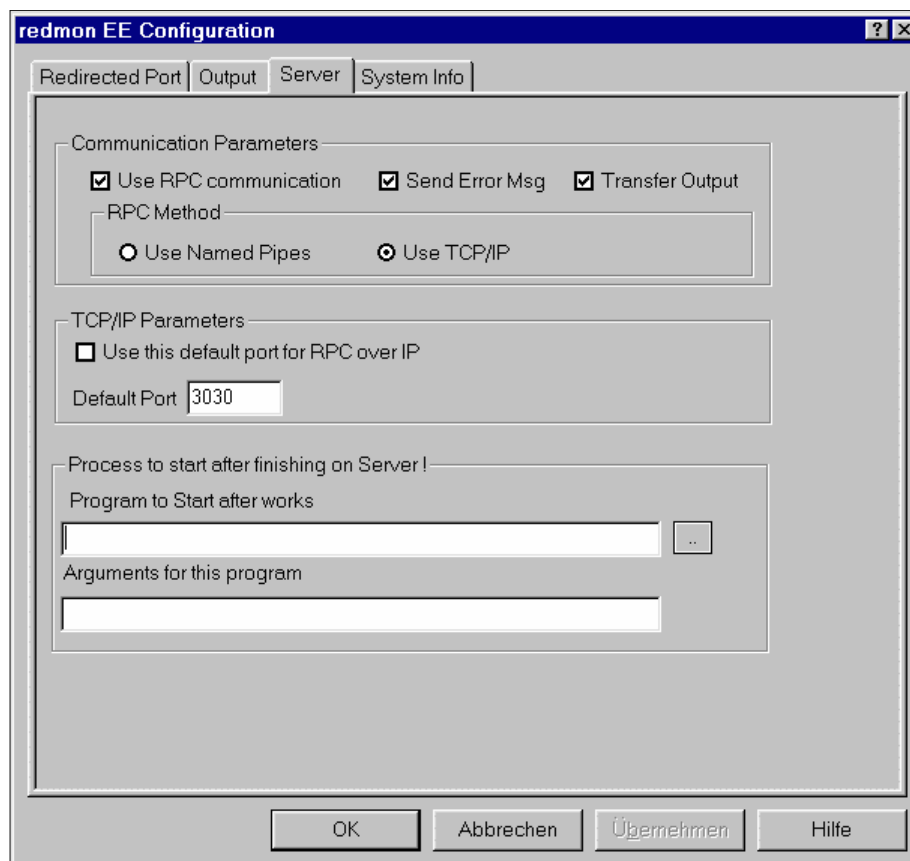 redmon EE Configuration
Redirected Port Output Server System Info
Communication Parameters
Use RPC communication Send Error Msg Transfer Output
RPC Method
Use Named Pipes Use TCP/IP
TCP/IP Parameters
Use this default port for RPC over IP
Default Port 3030
Process to start after finishing on Server !
Program to Start after works
..
Arguments for this program
OK Abbrechen Übernehmen Hilfe